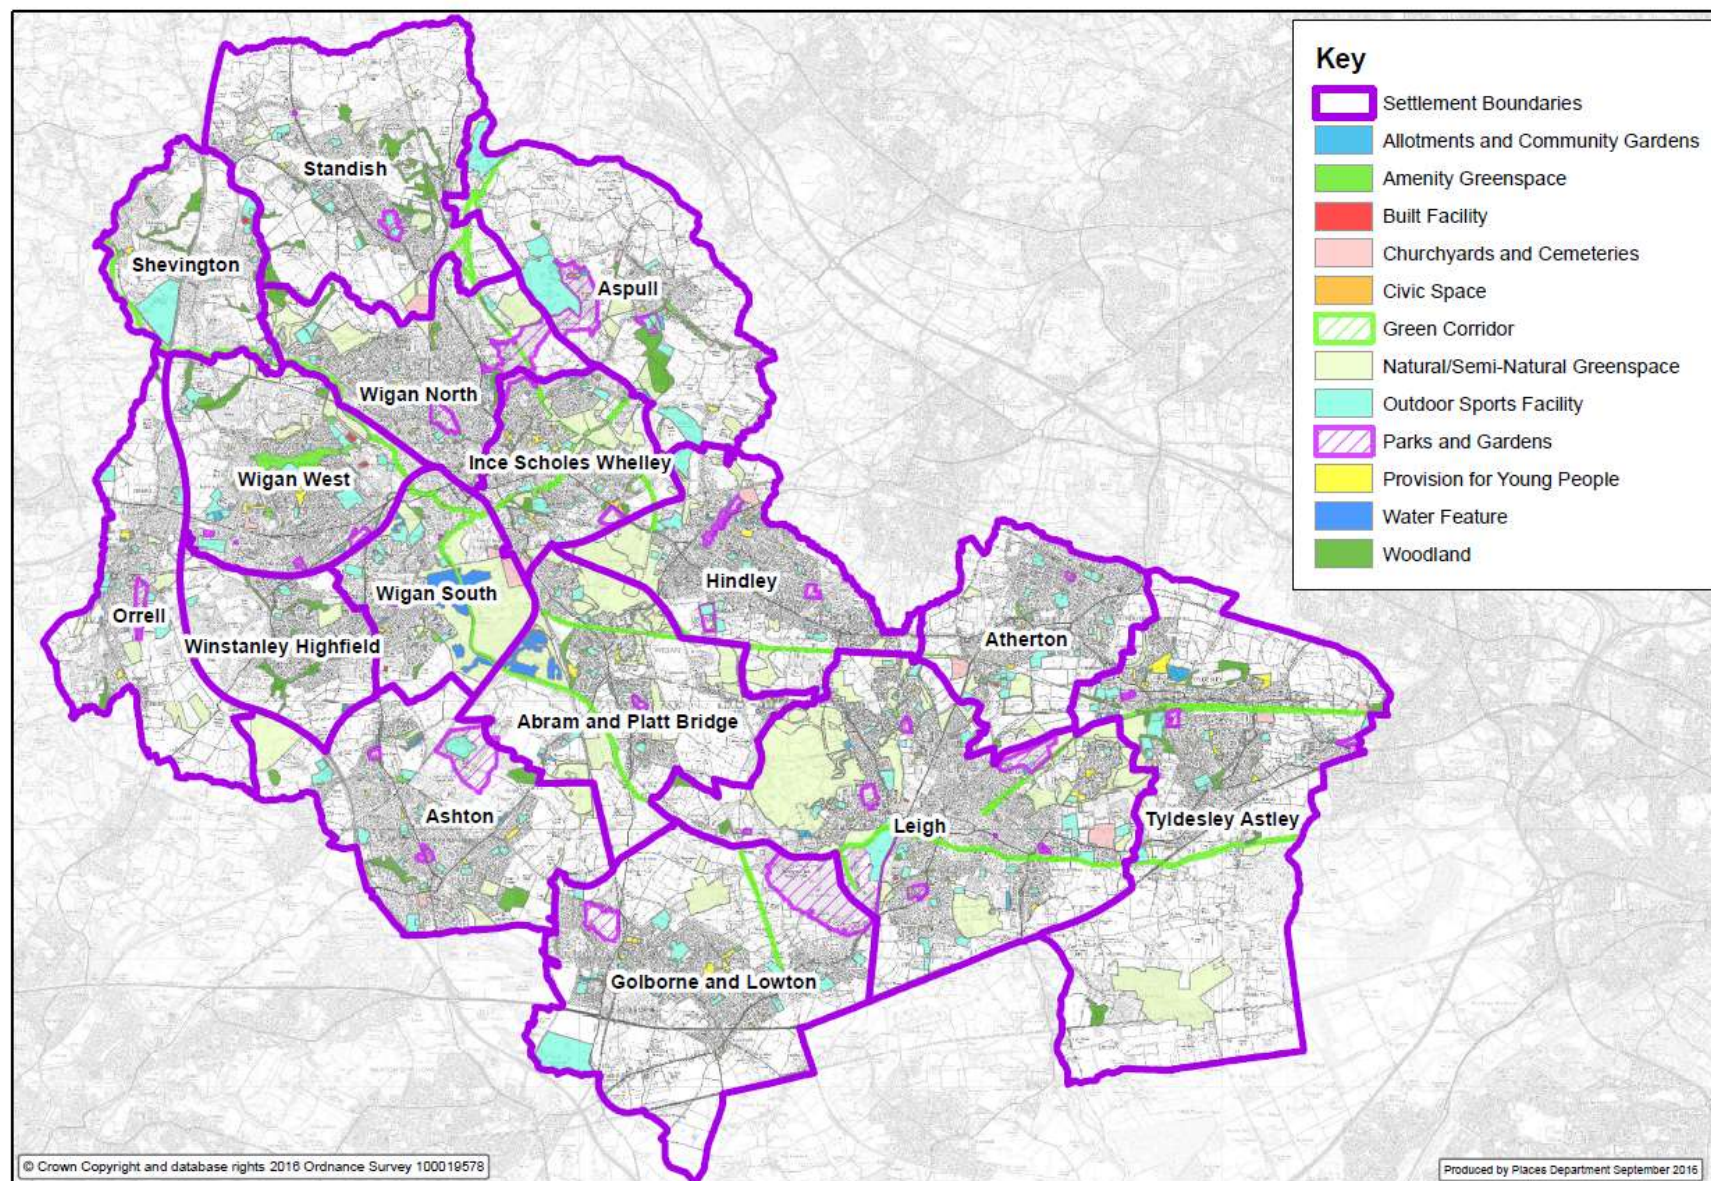 Key
Settlement Boundaries
Allotments and Community Gardens
Amenity Greenspace
Built Facility
Churchyards and Cemeteries
Civic Space
Green Corridor
Natural/Semi-Natural Greenspace
Outdoor Sports Facility
Parks and Gardens
Provision for Young People
Water Feature
Woodland
Standish
Shevington
Aspull
Wigan North
Ince Scholes Whelley
Wigan West
Hindley
Wigan South
Orrell
Winstanley Highfield
Atherton
Abram and Platt Bridge
Ashton
Leigh
Tyldesley Astley
Golborne and Lowton
© Crown Copyright and database rights 2016 Ordnance Survey 100019578
Produced by Places Department September 2016